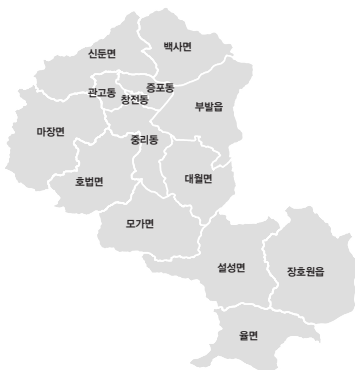 백사면
신둔면
증포동
관고동
창전동
부발읍
마장면
중리동
호법면
대월면
모가면
설성면
장호원읍
율면